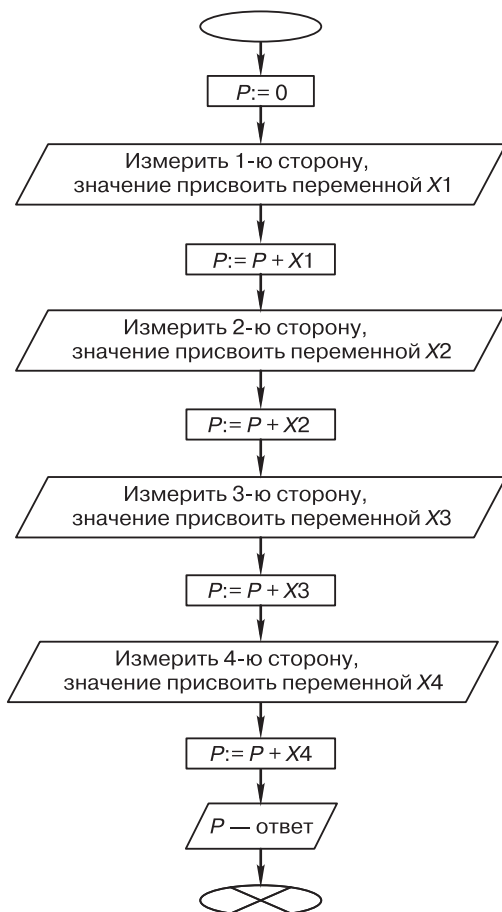 P:= 0
Измерить 1-ю сторону,
значение присвоить переменной X1
P:= P + X1
Измерить 2-ю сторону,
значение присвоить переменной X2
P:= P + X2
Измерить 3-ю сторону,
значение присвоить переменной X3
P:= P + X3
Измерить 4-ю сторону,
значение присвоить переменной X4
P:= P + X4
P — ответ